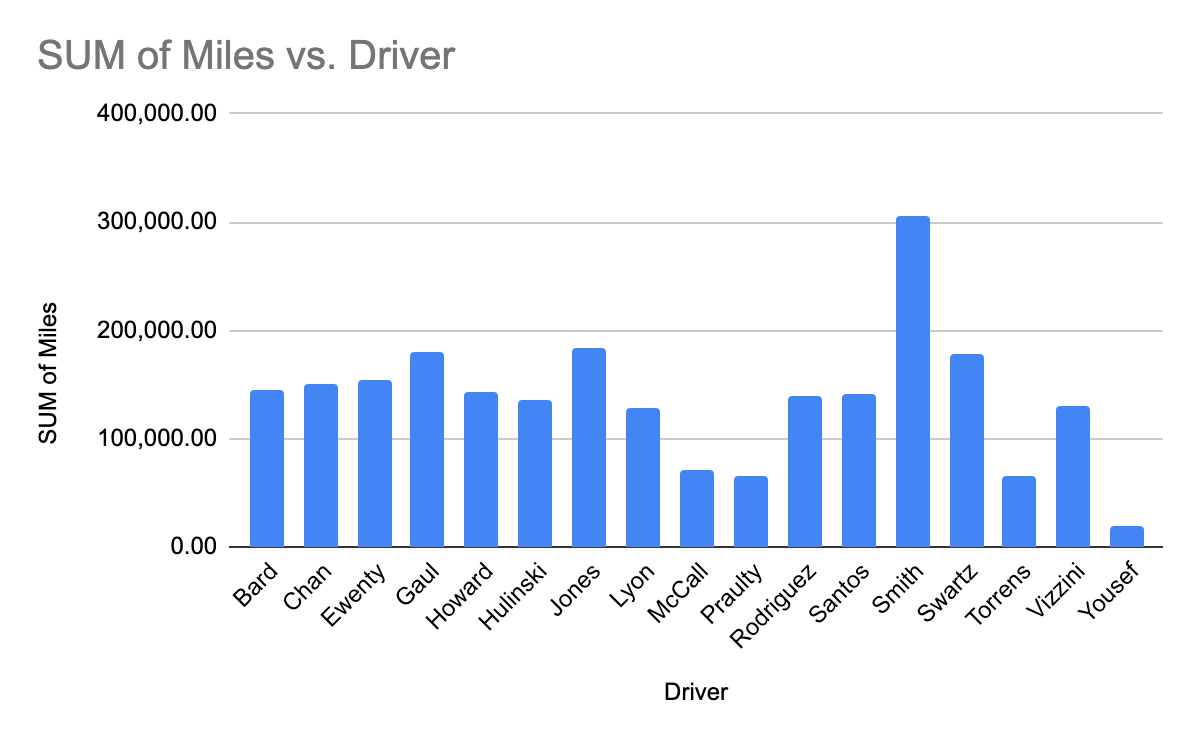 SUM of Miles vs. Driver
400,000.00
300,000.00
200,000.00
100,000.00
0.00
SUM of Miles
Bard
Chan
Ewenty
Gaul
Howard
Hulinski
Jones
Lyon
McCall
Praulty
Rodriguez
Santos
Smith
Swartz
Torrens
Vizzini
Yousef
Driver